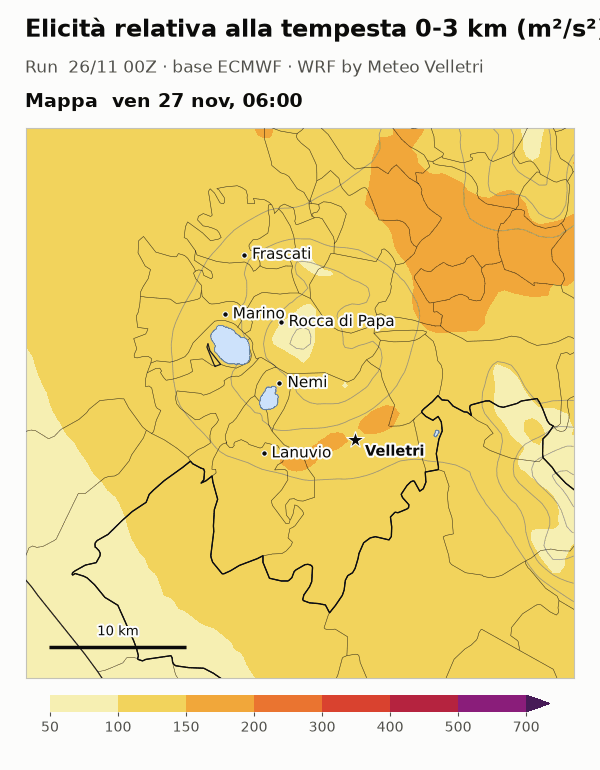 Elicità relativa alla tempesta 0-3 km (m²/s²)
Run 26/11 00Z · base ECMWF · WRF by Meteo Velletri
Mappa ven 27 nov, 06:00
Frascati
Marino
Rocca di Papa
Nemi
Lanuvio
Velletri
10 km
50 100 150 200 300 400 500 700